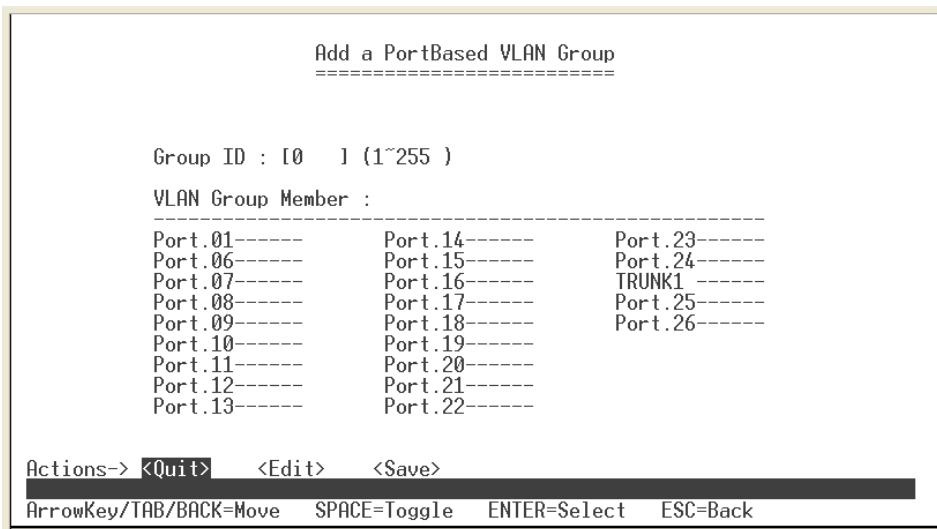 Add a PortBased VLAN Group
==========================
Group ID : [0   ] (1~255 )
VLAN Group Member :
-----------------------------------------------------
Port.01------ Port.14------ Port.23------
Port.06------ Port.15------ Port.24------
Port.07------ Port.16------ TRUNK1 ------
Port.08------ Port.17------ Port.25------
Port.09------ Port.18------ Port.26------
Port.10------ Port.19------
Port.11------ Port.20------
Port.12------ Port.21------
Port.13------ Port.22------
Actions-> <Quit> <Edit> <Save>
ArrowKey/TAB/BACK=Move SPACE=Toggle ENTER=Select ESC=Back